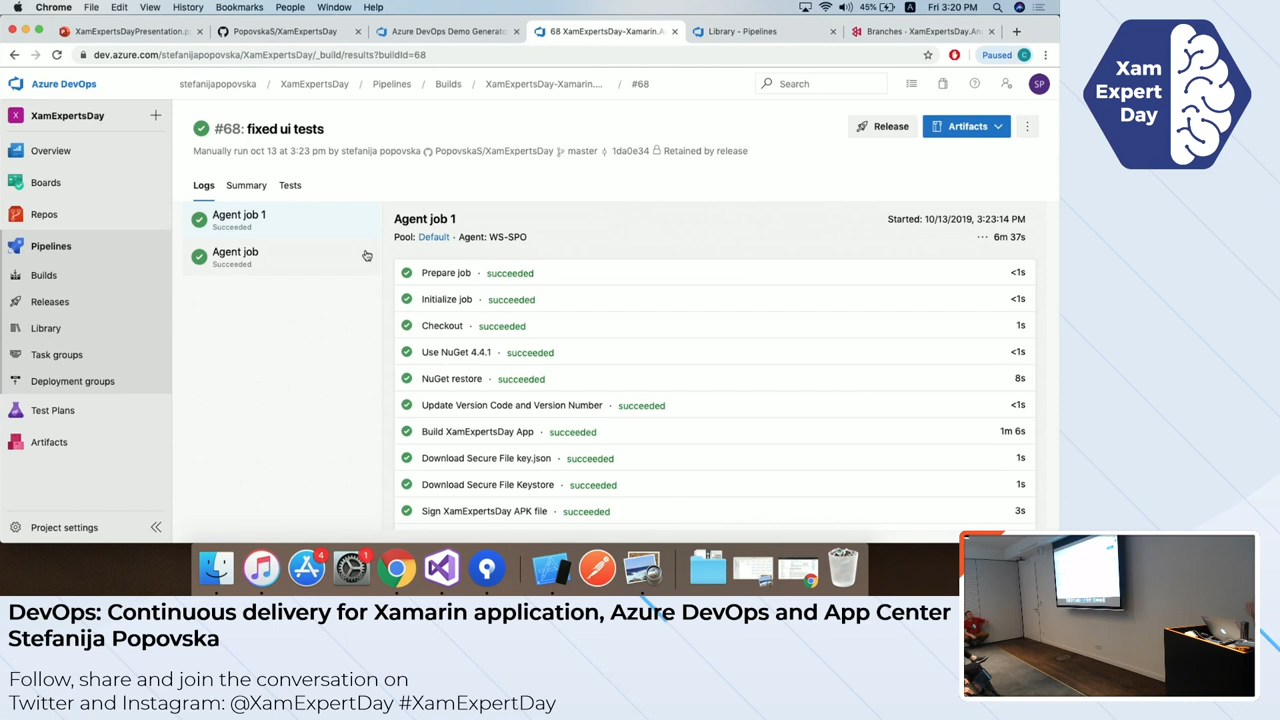 Chrome File Edit View History Bookmarks People Window Help 45% A Fri 3:20 PM
XamExpertsDayPresentation.p × PopovskaS/XamExpertsDay × Azure DevOps Demo Generato × 68 XamExpertsDay-Xamarin.A × Library - Pipelines × Branches · XamExpertsDay.An ×
dev.azure.com/stefanijapopovska/XamExpertsDay/_build/results?buildId=68 Paused C
Azure DevOps stefanijapopovska / XamExpertsDay / Pipelines / Builds / XamExpertsDay-Xamarin.... / #68 Search SP
X XamExpertsDay
Overview
Boards
Repos
Pipelines
Builds
Releases
Library
Task groups
Deployment groups
Test Plans
Artifacts
Project settings
#68: fixed ui tests Release Artifacts
Manually run oct 13 at 3:23 pm by stefanija popovska PopovskaS/XamExpertsDay master 1da0e34 Retained by release
Logs Summary Tests
Agent job 1
Succeeded
Agent job
Succeeded
Agent job 1 Started: 10/13/2019, 3:23:14 PM
Pool: Default · Agent: WS-SPO ··· 6m 37s
Prepare job · succeeded <1s
Initialize job · succeeded <1s
Checkout · succeeded 1s
Use NuGet 4.4.1 · succeeded <1s
NuGet restore · succeeded 8s
Update Version Code and Version Number · succeeded <1s
Build XamExpertsDay App · succeeded 1m 6s
Download Secure File key.json · succeeded 1s
Download Secure File Keystore · succeeded 1s
Sign XamExpertsDay APK file · succeeded 3s
4 1
Xam
Expert
Day
DevOps: Continuous delivery for Xamarin application, Azure DevOps and App Center
Stefanija Popovska
Follow, share and join the conversation on
Twitter and Instagram: @XamExpertDay #XamExpertDay